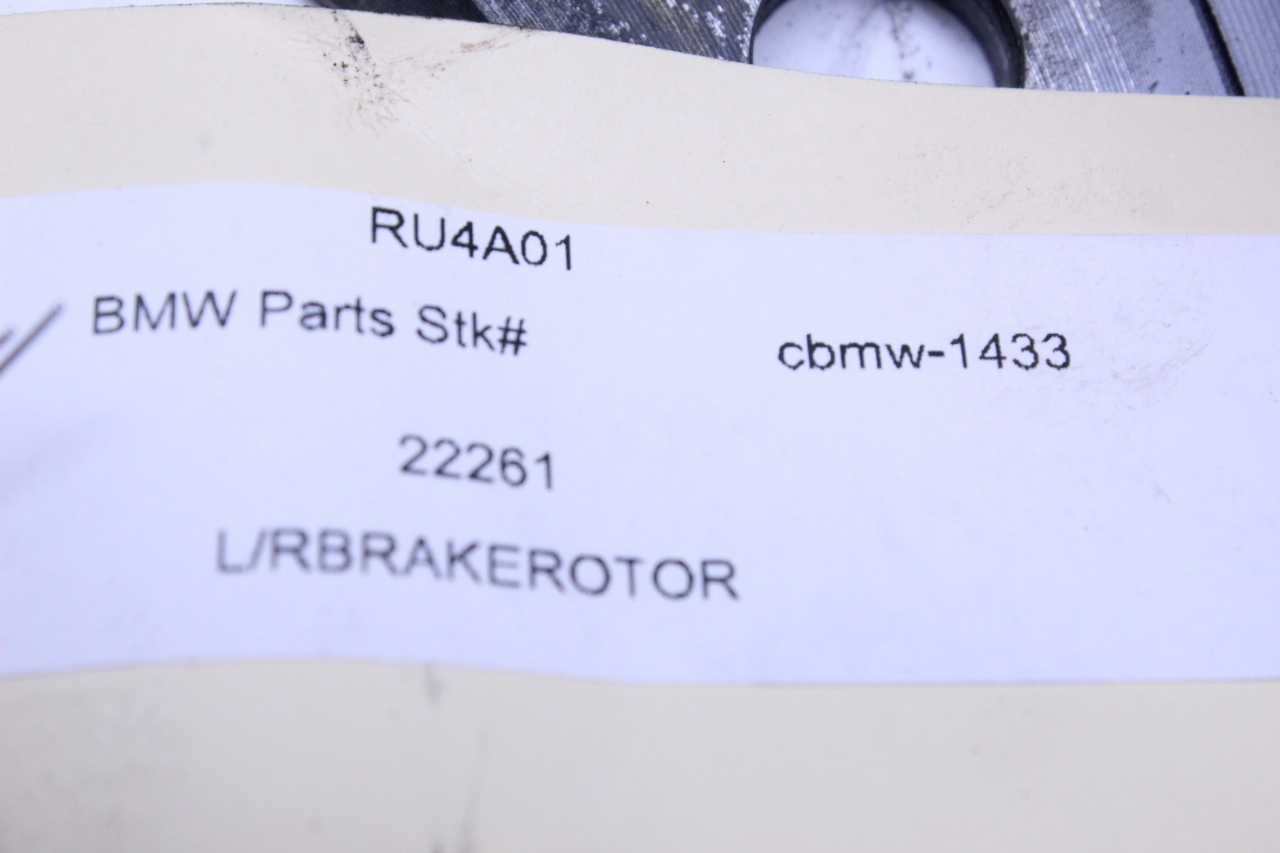 RU4A01
BMW Parts Stk# cbmw-1433
22261
L/RBRAKEROTOR